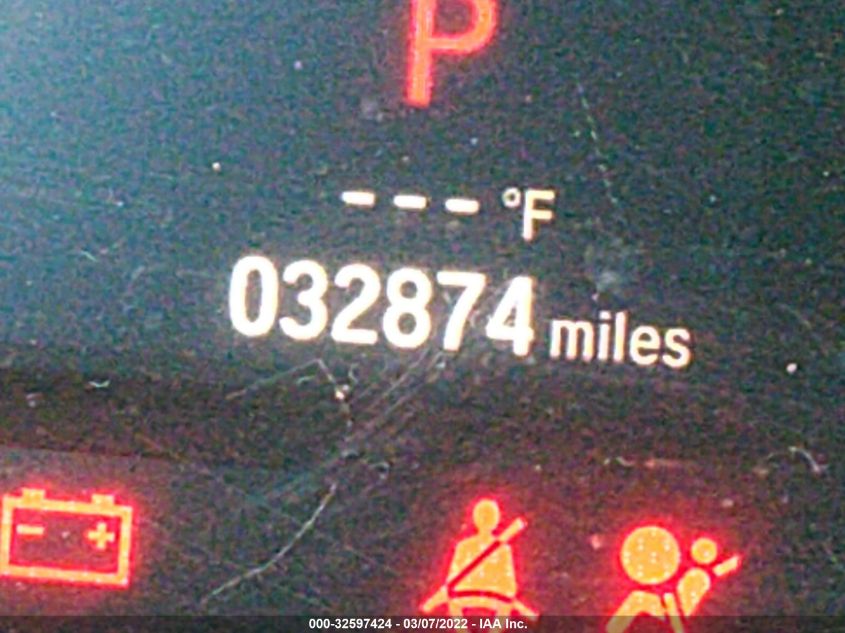 P
--- °F
032874 miles
000-32597424 - 03/07/2022 - IAA Inc.